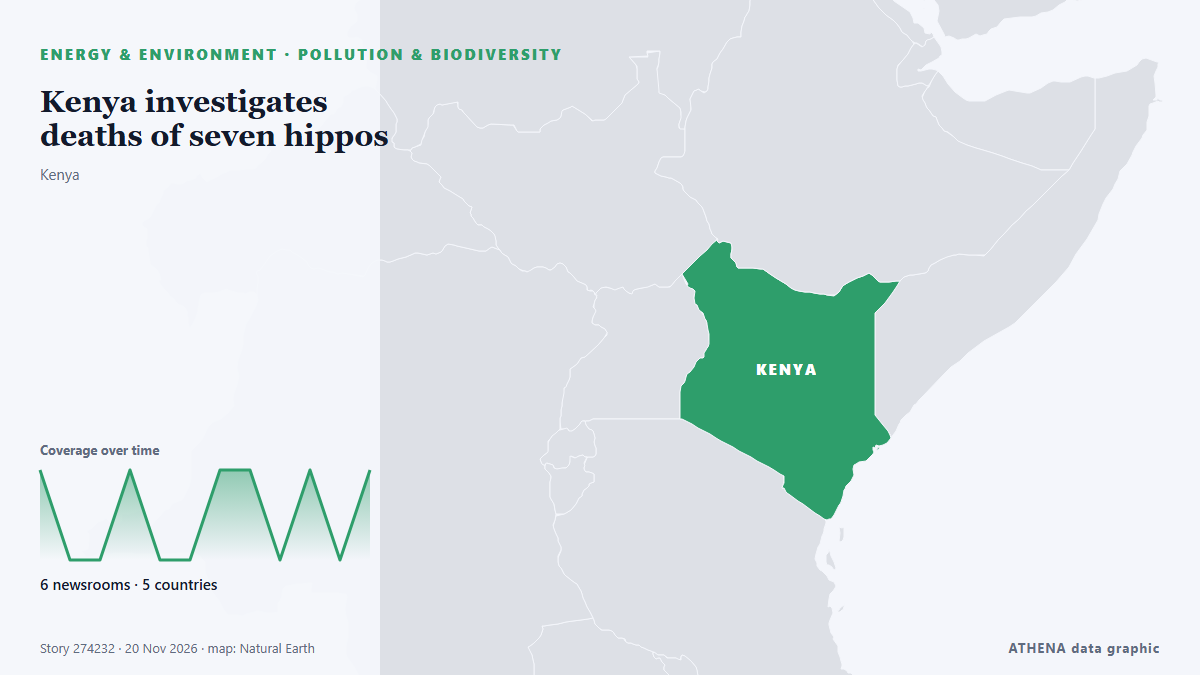 ENERGY & ENVIRONMENT · POLLUTION & BIODIVERSITY
Kenya investigates
deaths of seven hippos
Kenya
KENYA
Coverage over time
6 newsrooms · 5 countries
Story 274232 · 20 Nov 2026 · map: Natural Earth
ATHENA data graphic